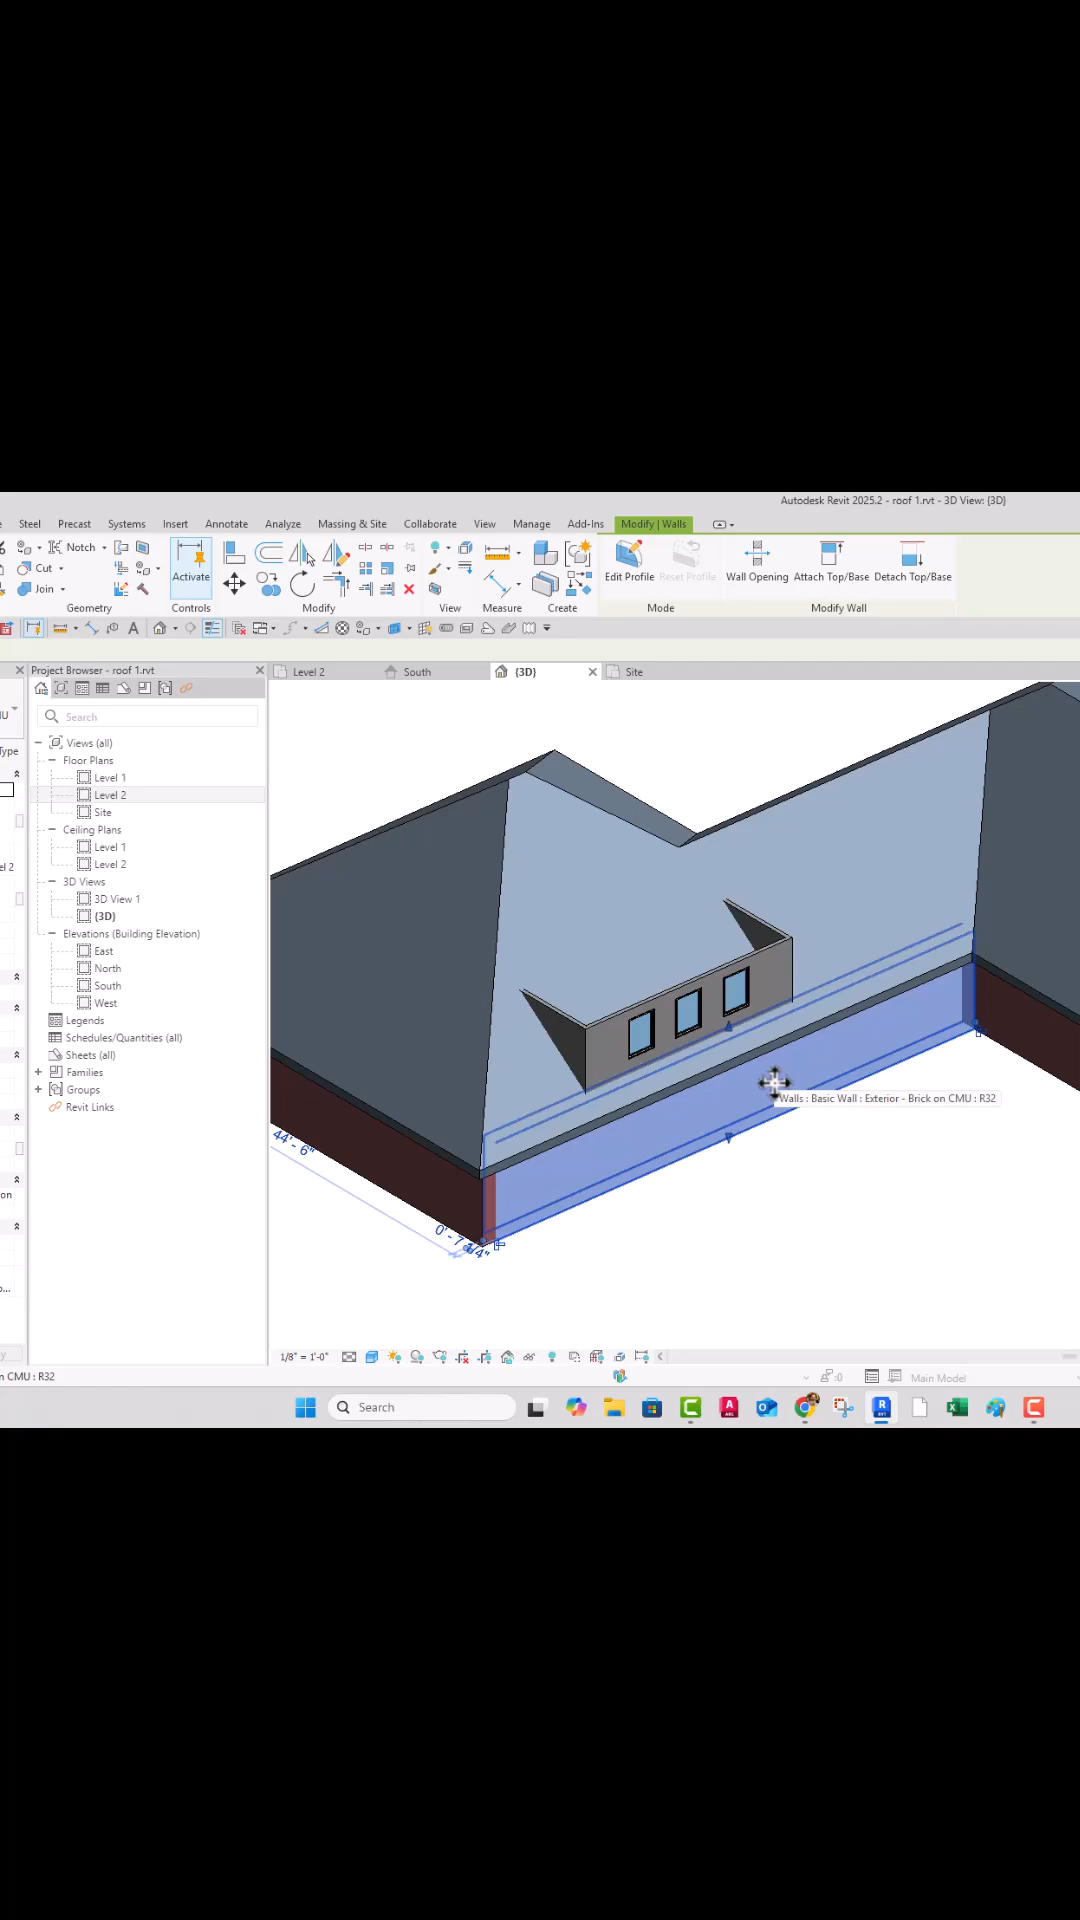 Autodesk Revit 2025.2 - roof 1.rvt - 3D View: {3D}
Steel Precast Systems Insert Annotate Analyze Massing & Site Collaborate View Manage Add-Ins Modify | Walls
Notch
Cut
Join
Activate
Edit Profile Reset Profile Wall Opening Attach Top/Base Detach Top/Base
Geometry Controls Modify View Measure Create Mode Modify Wall
Project Browser - roof 1.rvt
Level 2 South {3D} Site
Search
Type
Views (all)
Floor Plans
Level 1
Level 2
Site
Ceiling Plans
Level 1
Level 2
3D Views
3D View 1
{3D}
Elevations (Building Elevation)
East
North
South
West
Legends
Schedules/Quantities (all)
Sheets (all)
Families
Groups
Revit Links
Walls : Basic Wall : Exterior - Brick on CMU : R32
44' - 6"
0' - 7 1/4"
1/8" = 1'-0"
n CMU : R32
:0
Main Model
Search